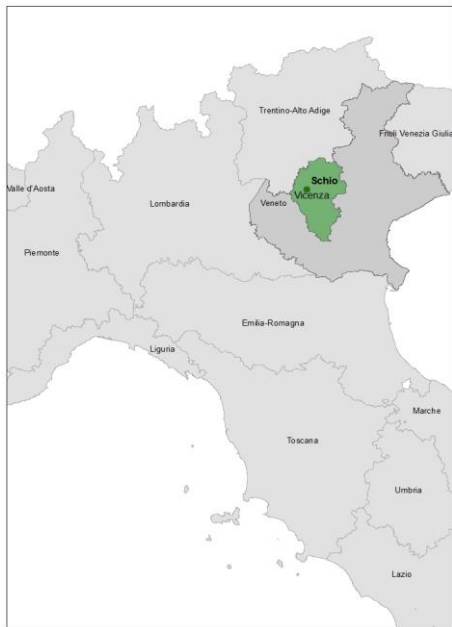 Trentino-Alto Adige
Friuli Venezia Giulia
Schio
Valle d'Aosta
Vicenza
Lombardia
Veneto
Piemonte
Emilia-Romagna
Liguria
Marche
Toscana
Umbria
Lazio